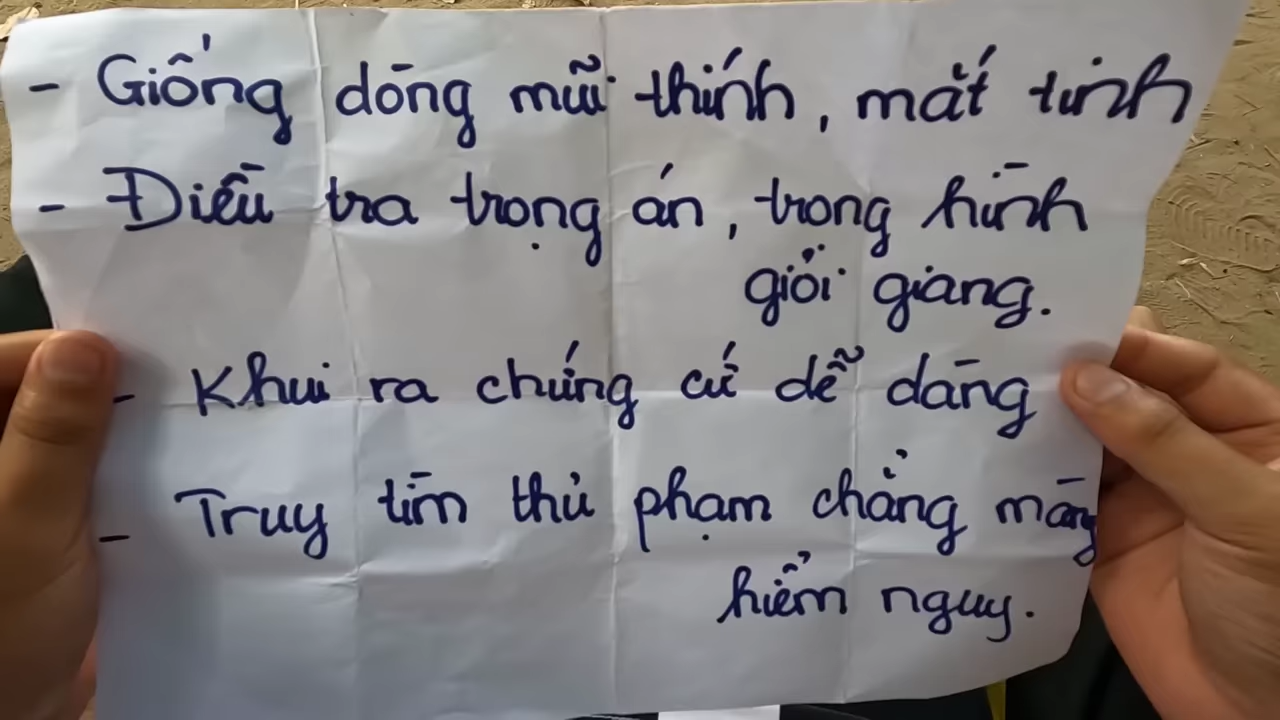 - Giống dòng mũi thính, mắt tinh
- Điều tra trọng án, trong hình
giỏi giang.
- Khui ra chứng cứ dễ dàng
- Truy tìm thủ phạm chẳng màng
hiểm nguy.